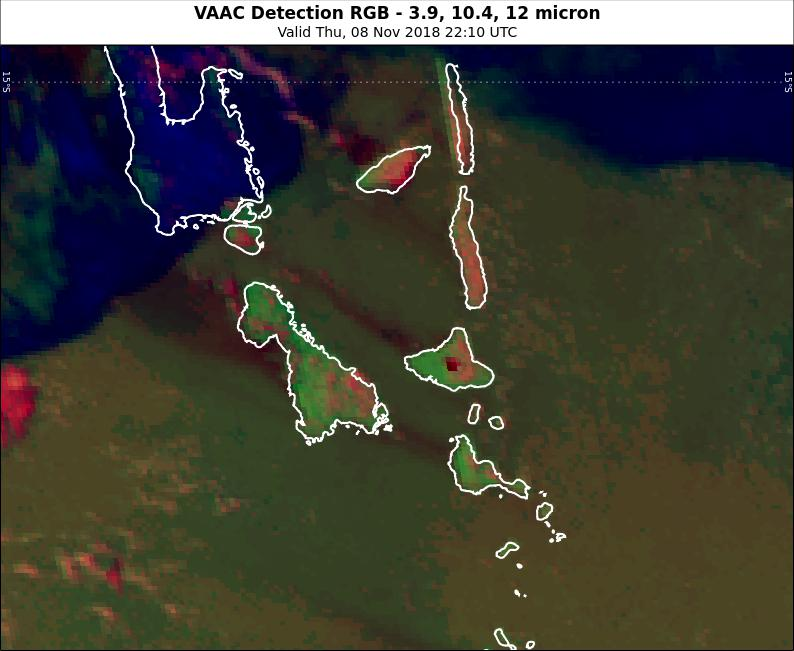 VAAC Detection RGB - 3.9, 10.4, 12 micron
Valid Thu, 08 Nov 2018 22:10 UTC
15°S
15°S